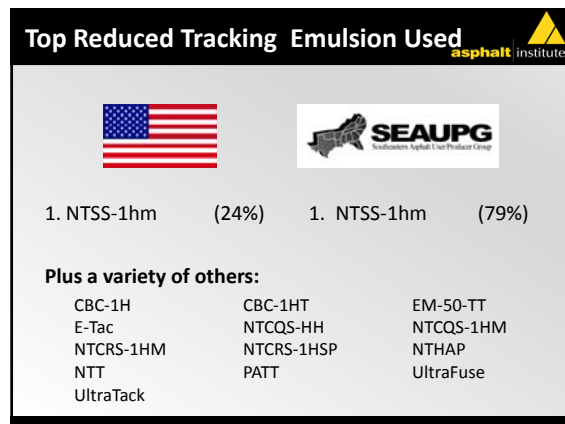 Top Reduced Tracking Emulsion Used
asphalt institute
SEAUPG
Southeastern Asphalt User Producer Group
1. NTSS-1hm (24%) 1. NTSS-1hm (79%)
Plus a variety of others:
CBC-1H CBC-1HT EM-50-TT
E-Tac NTCQS-HH NTCQS-1HM
NTCRS-1HM NTCRS-1HSP NTHAP
NTT PATT UltraFuse
UltraTack